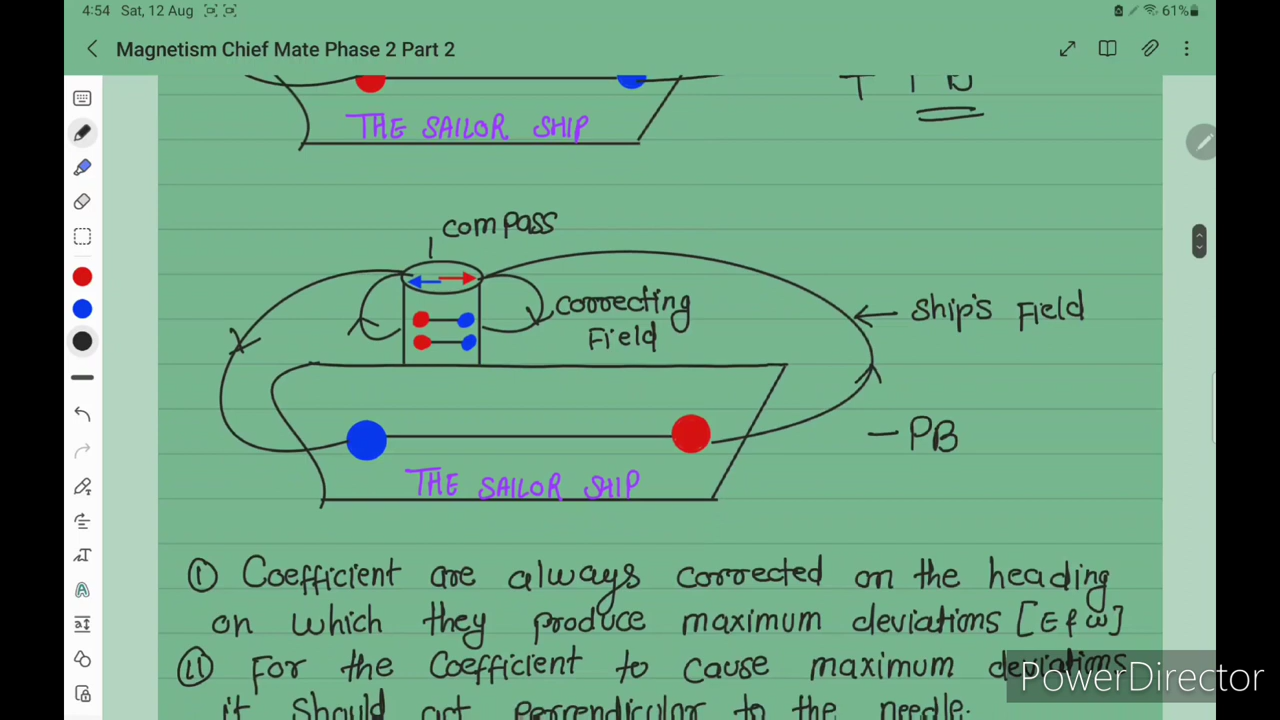 4:54 Sat, 12 Aug
61%
Magnetism Chief Mate Phase 2 Part 2
THE SAILOR SHIP
compass
Correcting
Field
Ship's Field
- PB
THE SAILOR SHIP
(I) Coefficient are always corrected on the heading
on which they produce maximum deviations [E & W]
(II) For the Coefficient to cause maximum deviations
it should act perpendicular to the needle.
PowerDirector